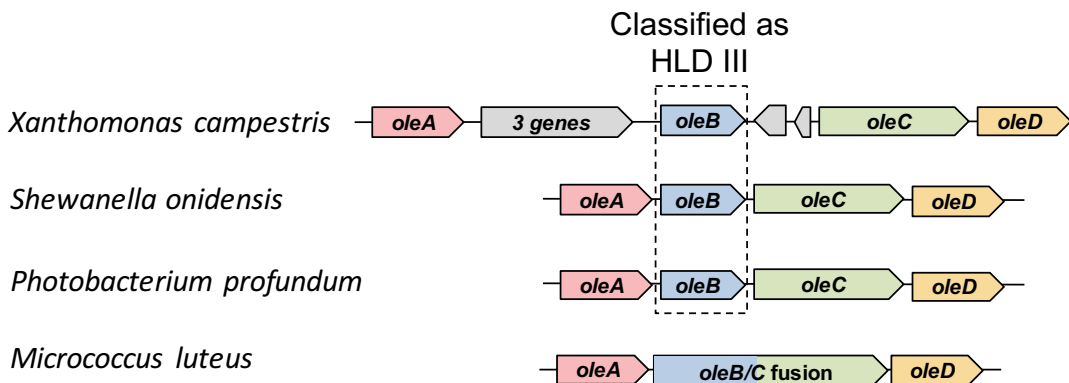 Classified as
HLD III
Xanthomonas campestris oleA 3 genes oleB oleC oleD
Shewanella onidensis oleA oleB oleC oleD
Photobacterium profundum oleA oleB oleC oleD
Micrococcus luteus oleA oleB/C fusion oleD